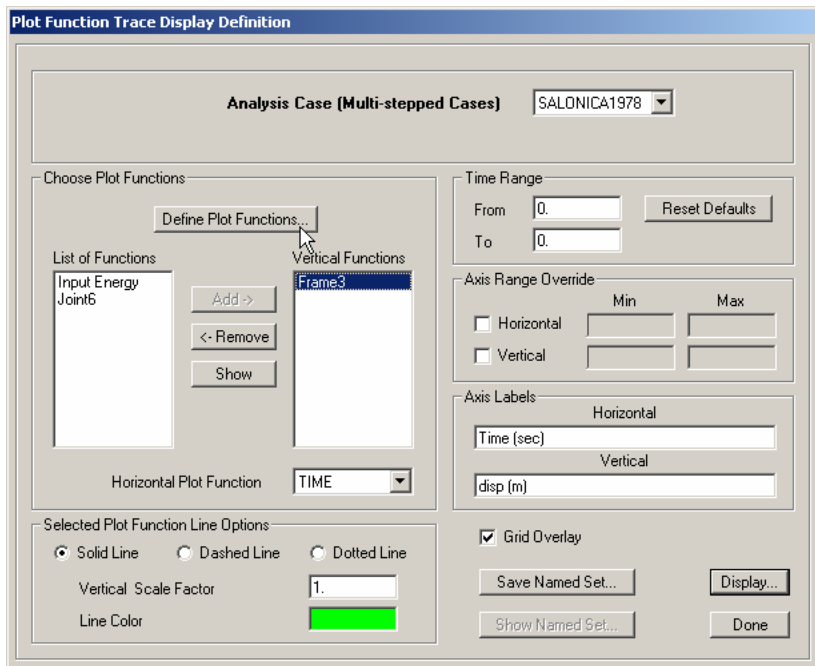 Plot Function Trace Display Definition
Analysis Case (Multi-stepped Cases)
SALONICA1978
Choose Plot Functions
Define Plot Functions...
List of Functions
Input Energy
Joint6
Add ->
<- Remove
Show
Vertical Functions
Frame3
Horizontal Plot Function
TIME
Selected Plot Function Line Options
Solid Line
Dashed Line
Dotted Line
Vertical Scale Factor
1.
Line Color
Time Range
From
0.
Reset Defaults
To
0.
Axis Range Override
Min
Max
Horizontal
Vertical
Axis Labels
Horizontal
Time (sec)
Vertical
disp (m)
Grid Overlay
Save Named Set...
Display...
Show Named Set...
Done